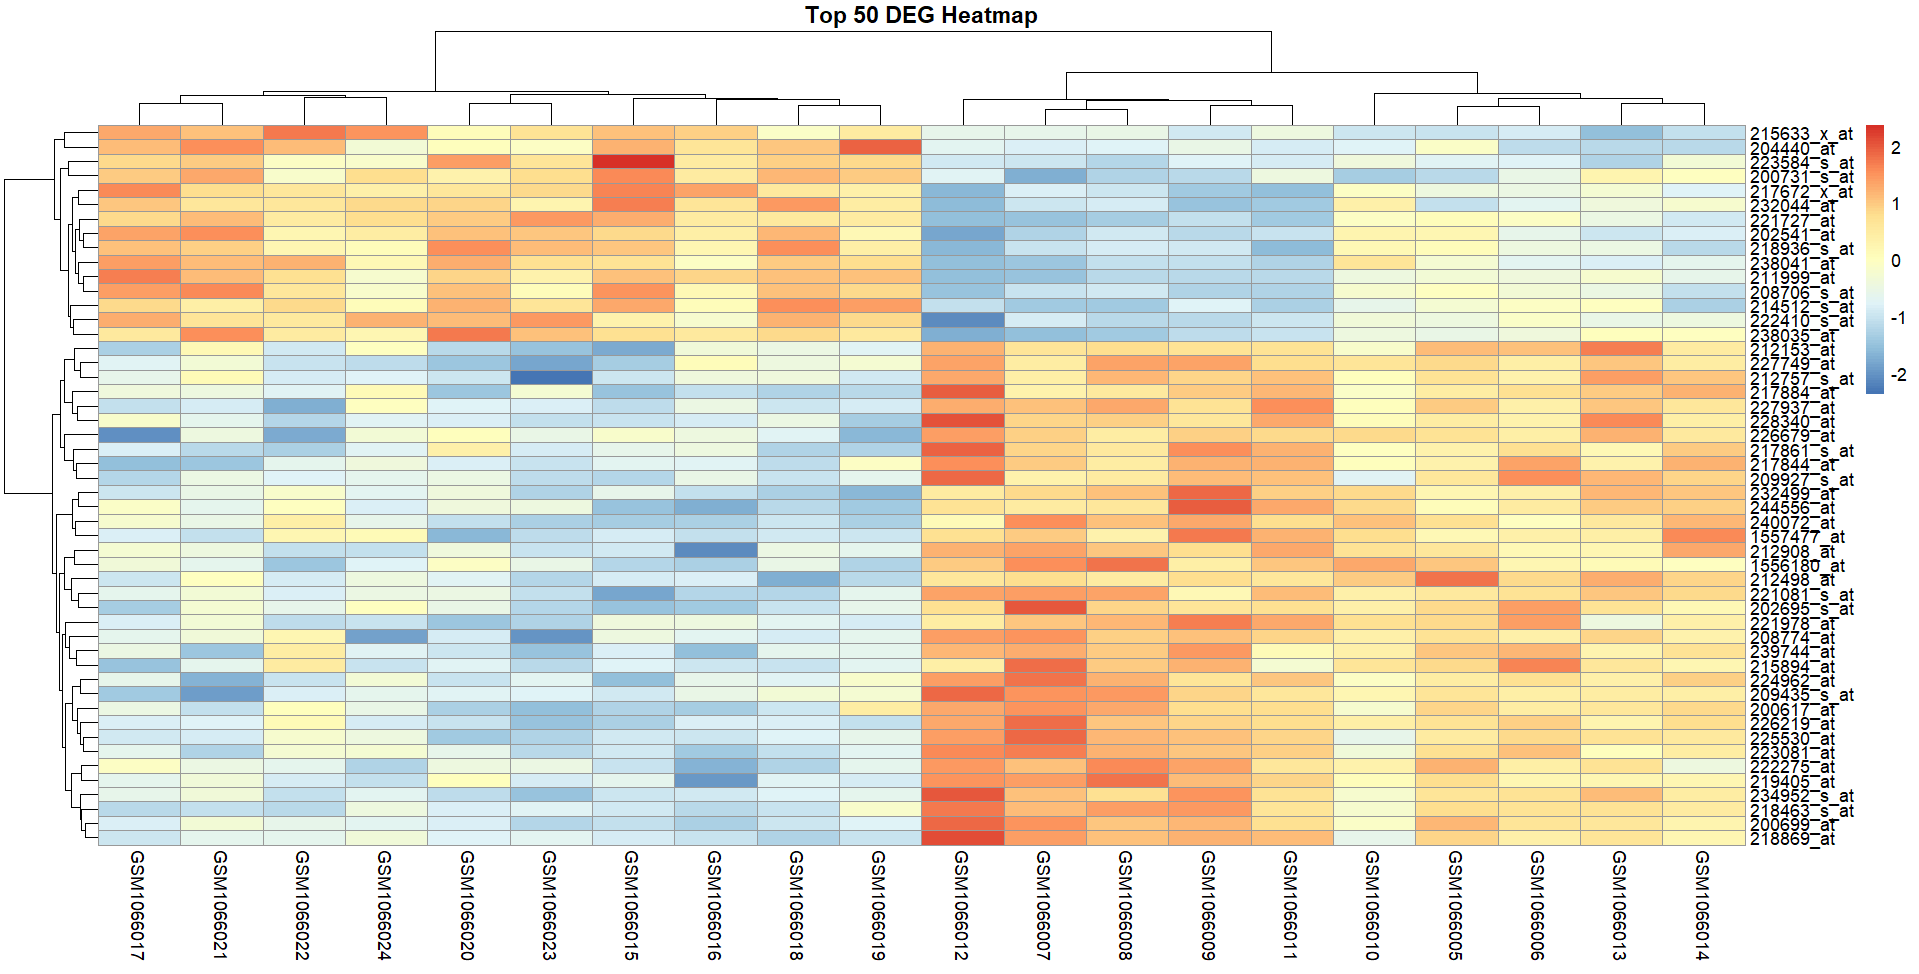 Top 50 DEG Heatmap
215633_x_at
204440_at
223584_s_at
200731_s_at
217672_x_at
232044_at
221727_at
202541_at
218936_s_at
238041_at
211999_at
208706_s_at
214512_s_at
222410_s_at
238035_at
212153_at
227749_at
212757_s_at
217884_at
227937_at
228340_at
226679_at
217861_s_at
217844_at
209927_s_at
232499_at
244556_at
240072_at
1557477_at
212908_at
1556180_at
212498_at
221081_s_at
202695_s_at
221978_at
208774_at
239744_at
215894_at
224962_at
209435_s_at
200617_at
226219_at
225530_at
223081_at
222275_at
219405_at
234952_s_at
218463_s_at
200699_at
218869_at
2
1
0
-1
-2
GSM1066017
GSM1066021
GSM1066022
GSM1066024
GSM1066020
GSM1066023
GSM1066015
GSM1066016
GSM1066018
GSM1066019
GSM1066012
GSM1066007
GSM1066008
GSM1066009
GSM1066011
GSM1066010
GSM1066005
GSM1066006
GSM1066013
GSM1066014